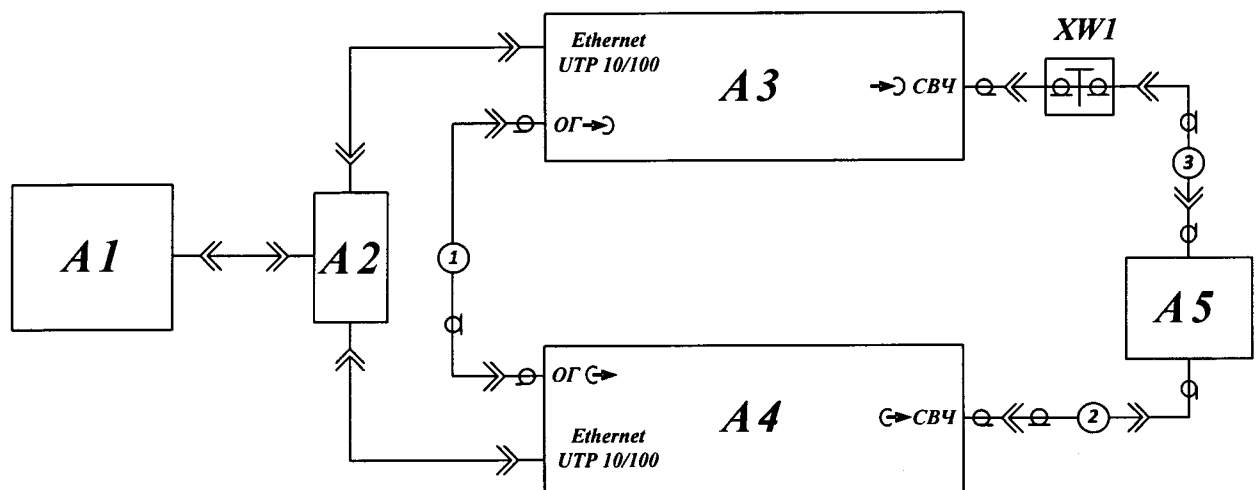 XW1
Ethernet
UTP 10/100
A3
СВЧ
ОГ
3
A1
A2
1
A5
ОГ
A4
СВЧ
2
Ethernet
UTP 10/100